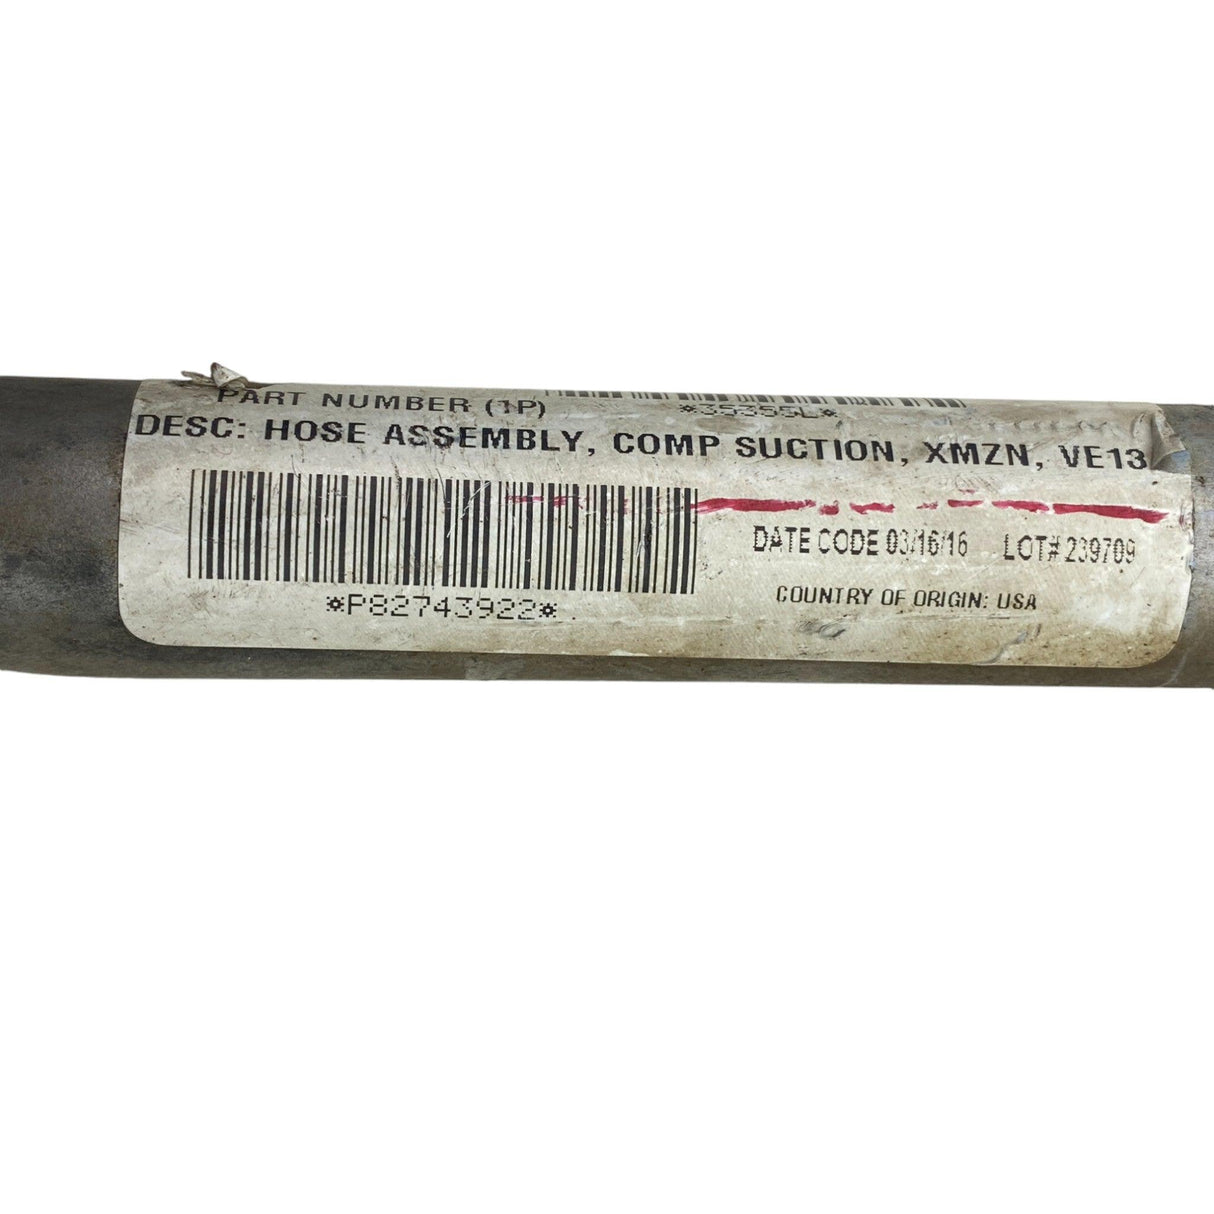 PART NUMBER (1P) *35355L*
DESC: HOSE ASSEMBLY, COMP SUCTION, XMZN, VE13
DATE CODE 03/16/16 LOT# 239709
*P82743922*
COUNTRY OF ORIGIN: USA